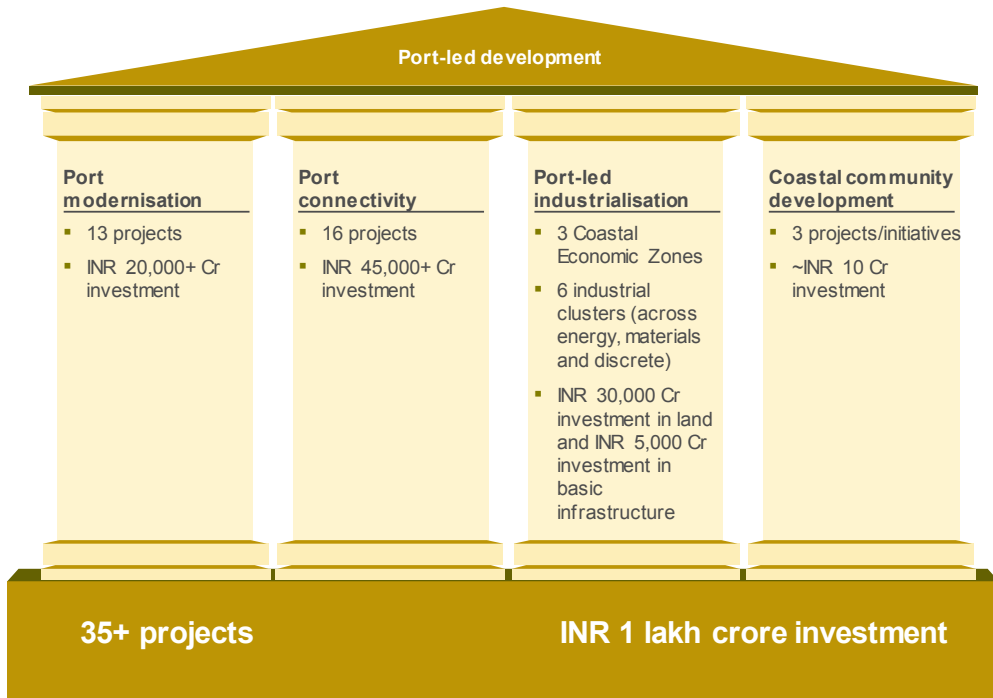 Port-led development
Port
modernisation
▪ 13 projects
▪ INR 20,000+ Cr
investment
Port
connectivity
▪ 16 projects
▪ INR 45,000+ Cr
investment
Port-led
industrialisation
▪ 3 Coastal
Economic Zones
▪ 6 industrial
clusters (across
energy, materials
and discrete)
▪ INR 30,000 Cr
investment in land
and INR 5,000 Cr
investment in
basic
infrastructure
Coastal community
development
▪ 3 projects/initiatives
▪ ~INR 10 Cr
investment
35+ projects
INR 1 lakh crore investment